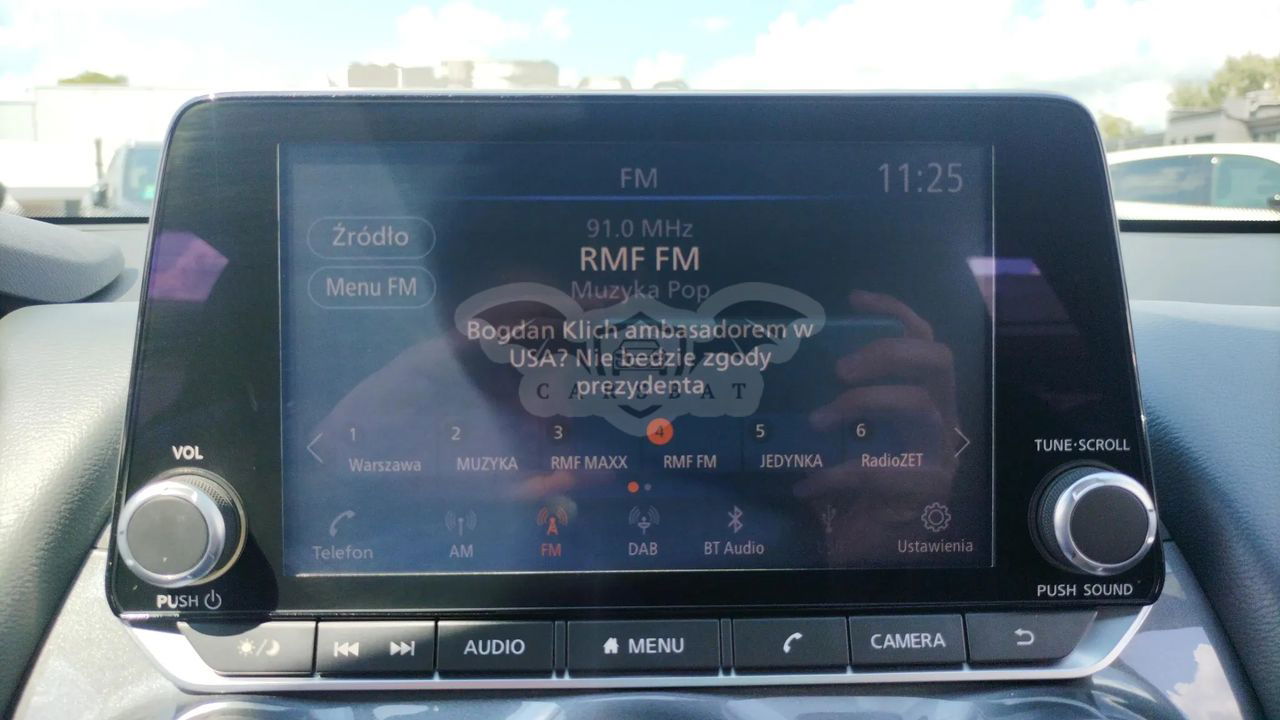 FM
11:25
Źródło
91.0 MHz
RMF FM
Menu FM
Muzyka Pop
Bogdan Klich ambasadorem w
USA? Nie bedzie zgody
prezydenta
CARSBAT
1
2
3
4
5
6
Warszawa
MUZYKA
RMF MAXX
RMF FM
JEDYNKA
RadioZET
VOL
TUNE·SCROLL
Telefon
AM
FM
DAB
BT Audio
Ustawienia
PUSH
PUSH SOUND
AUDIO
MENU
CAMERA